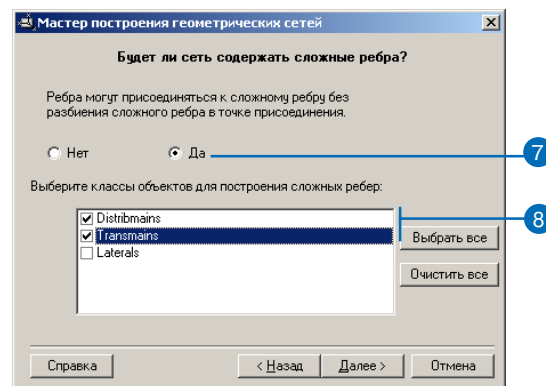 Мастер построения геометрических сетей
Будет ли сеть содержать сложные ребра?
Ребра могут присоединяться к сложному ребру без
разбиения сложного ребра в точке присоединения.
Нет
Да
7
Выберите классы объектов для построения сложных ребер:
8
Distribmains
Transmains
Laterals
Выбрать все
Очистить все
Справка
< Назад
Далее >
Отмена